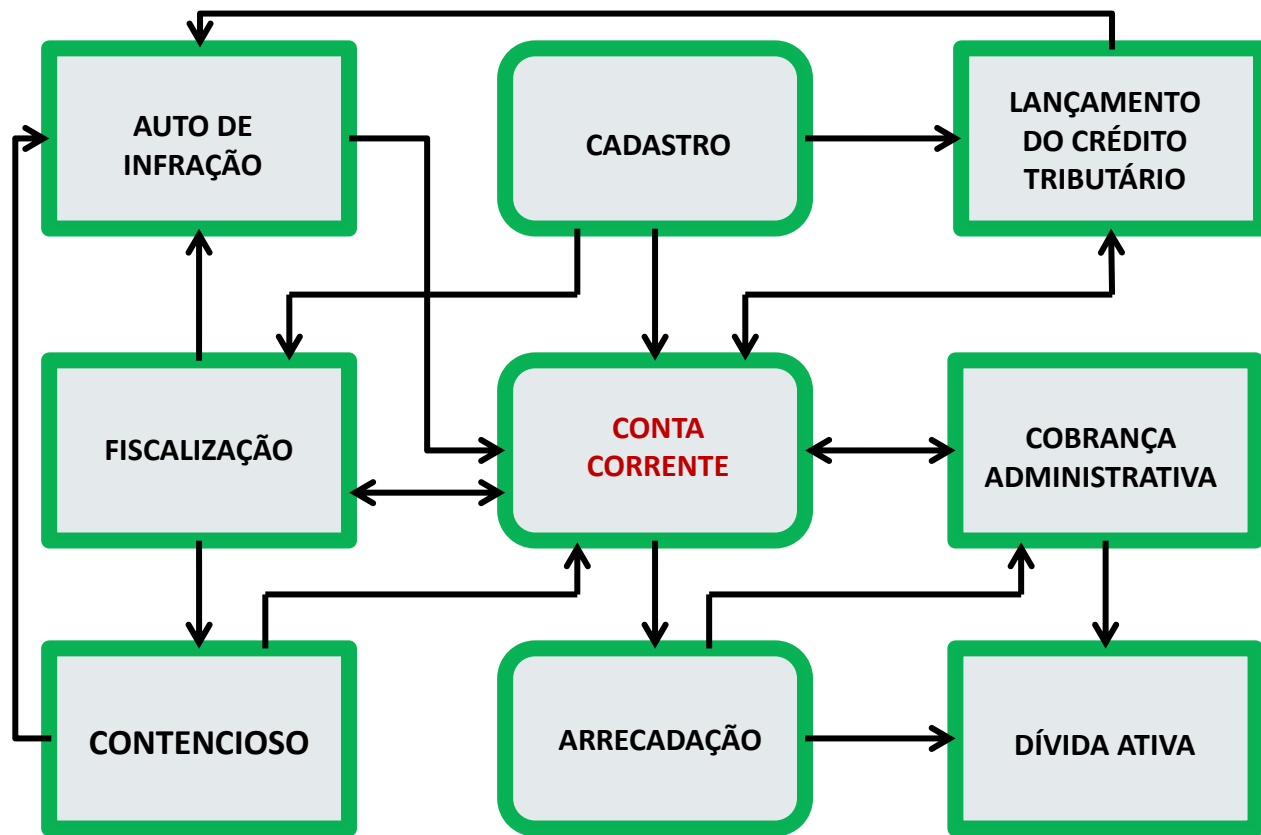 AUTO DE
INFRAÇÃO
CADASTRO
LANÇAMENTO
DO CRÉDITO
TRIBUTÁRIO
FISCALIZAÇÃO
CONTA
CORRENTE
COBRANÇA
ADMINISTRATIVA
CONTENCIOSO
ARRECADAÇÃO
DÍVIDA ATIVA